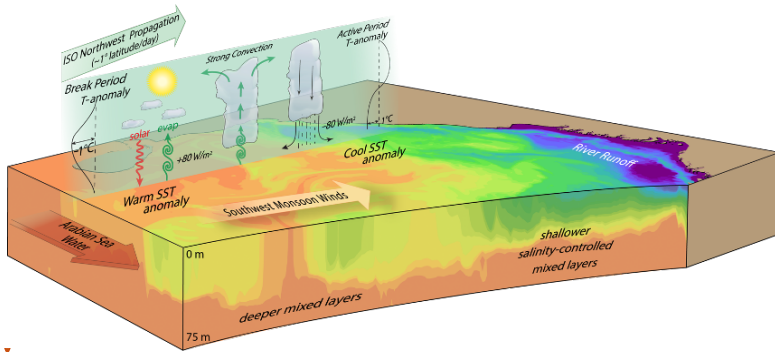 ISO Northwest Propagation
(~1° latitude/day)
Break Period
T-anomaly
~1°C
solar
evap
+80 W/m²
Strong Convection
Active Period
T-anomaly
-80 W/m²
1°C
Warm SST
anomaly
Cool SST
anomaly
River Runoff
Southwest Monsoon Winds
Arabian Sea
Water
0 m
75 m
deeper mixed layers
shallower
salinity-controlled
mixed layers